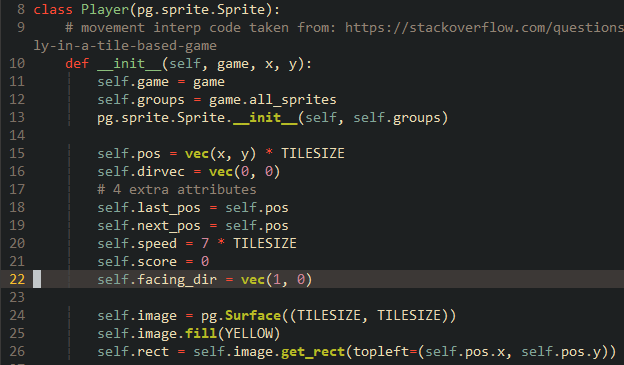 8 class Player(pg.sprite.Sprite):
9     # movement interp code taken from: https://stackoverflow.com/questions
ly-in-a-tile-based-game
10     def __init__(self, game, x, y):
11         self.game = game
12         self.groups = game.all_sprites
13         pg.sprite.Sprite.__init__(self, self.groups)
14
15         self.pos = vec(x, y) * TILESIZE
16         self.dirvec = vec(0, 0)
17         # 4 extra attributes
18         self.last_pos = self.pos
19         self.next_pos = self.pos
20         self.speed = 7 * TILESIZE
21         self.score = 0
22         self.facing_dir = vec(1, 0)
23
24         self.image = pg.Surface((TILESIZE, TILESIZE))
25         self.image.fill(YELLOW)
26         self.rect = self.image.get_rect(topleft=(self.pos.x, self.pos.y))